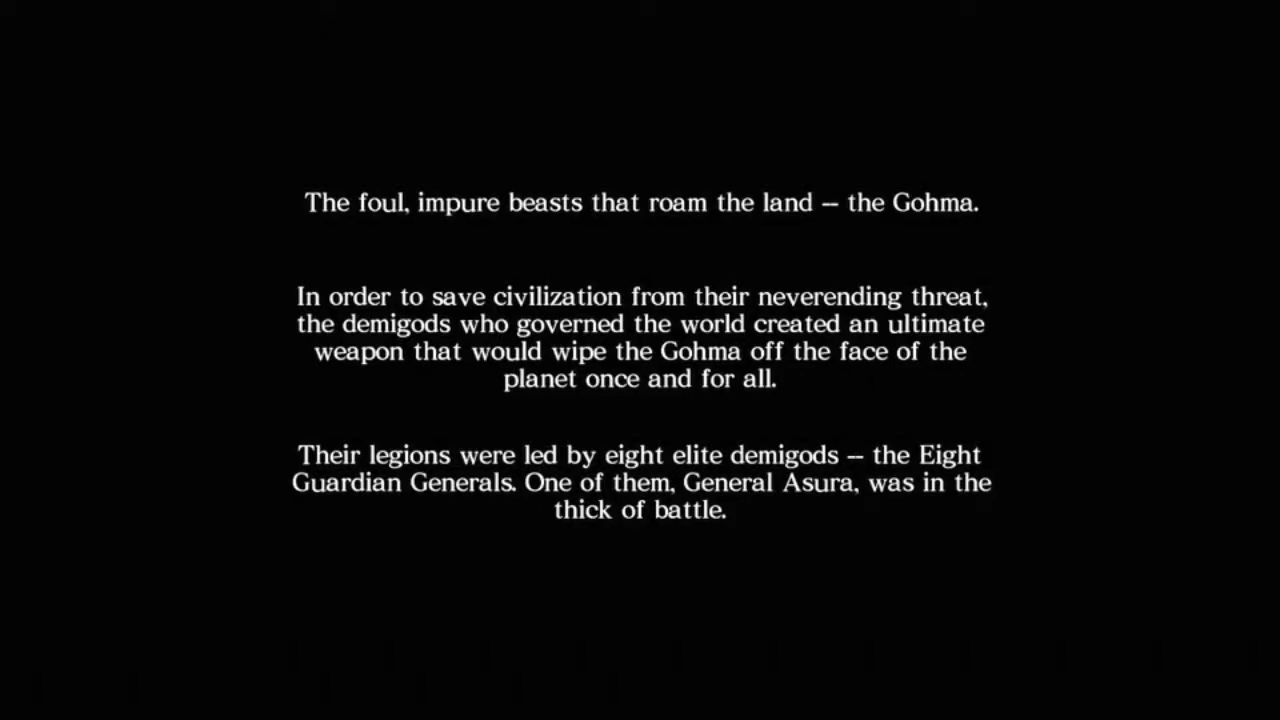 The foul, impure beasts that roam the land -- the Gohma.
In order to save civilization from their neverending threat,
the demigods who governed the world created an ultimate
weapon that would wipe the Gohma off the face of the
planet once and for all.
Their legions were led by eight elite demigods -- the Eight
Guardian Generals. One of them, General Asura, was in the
thick of battle.